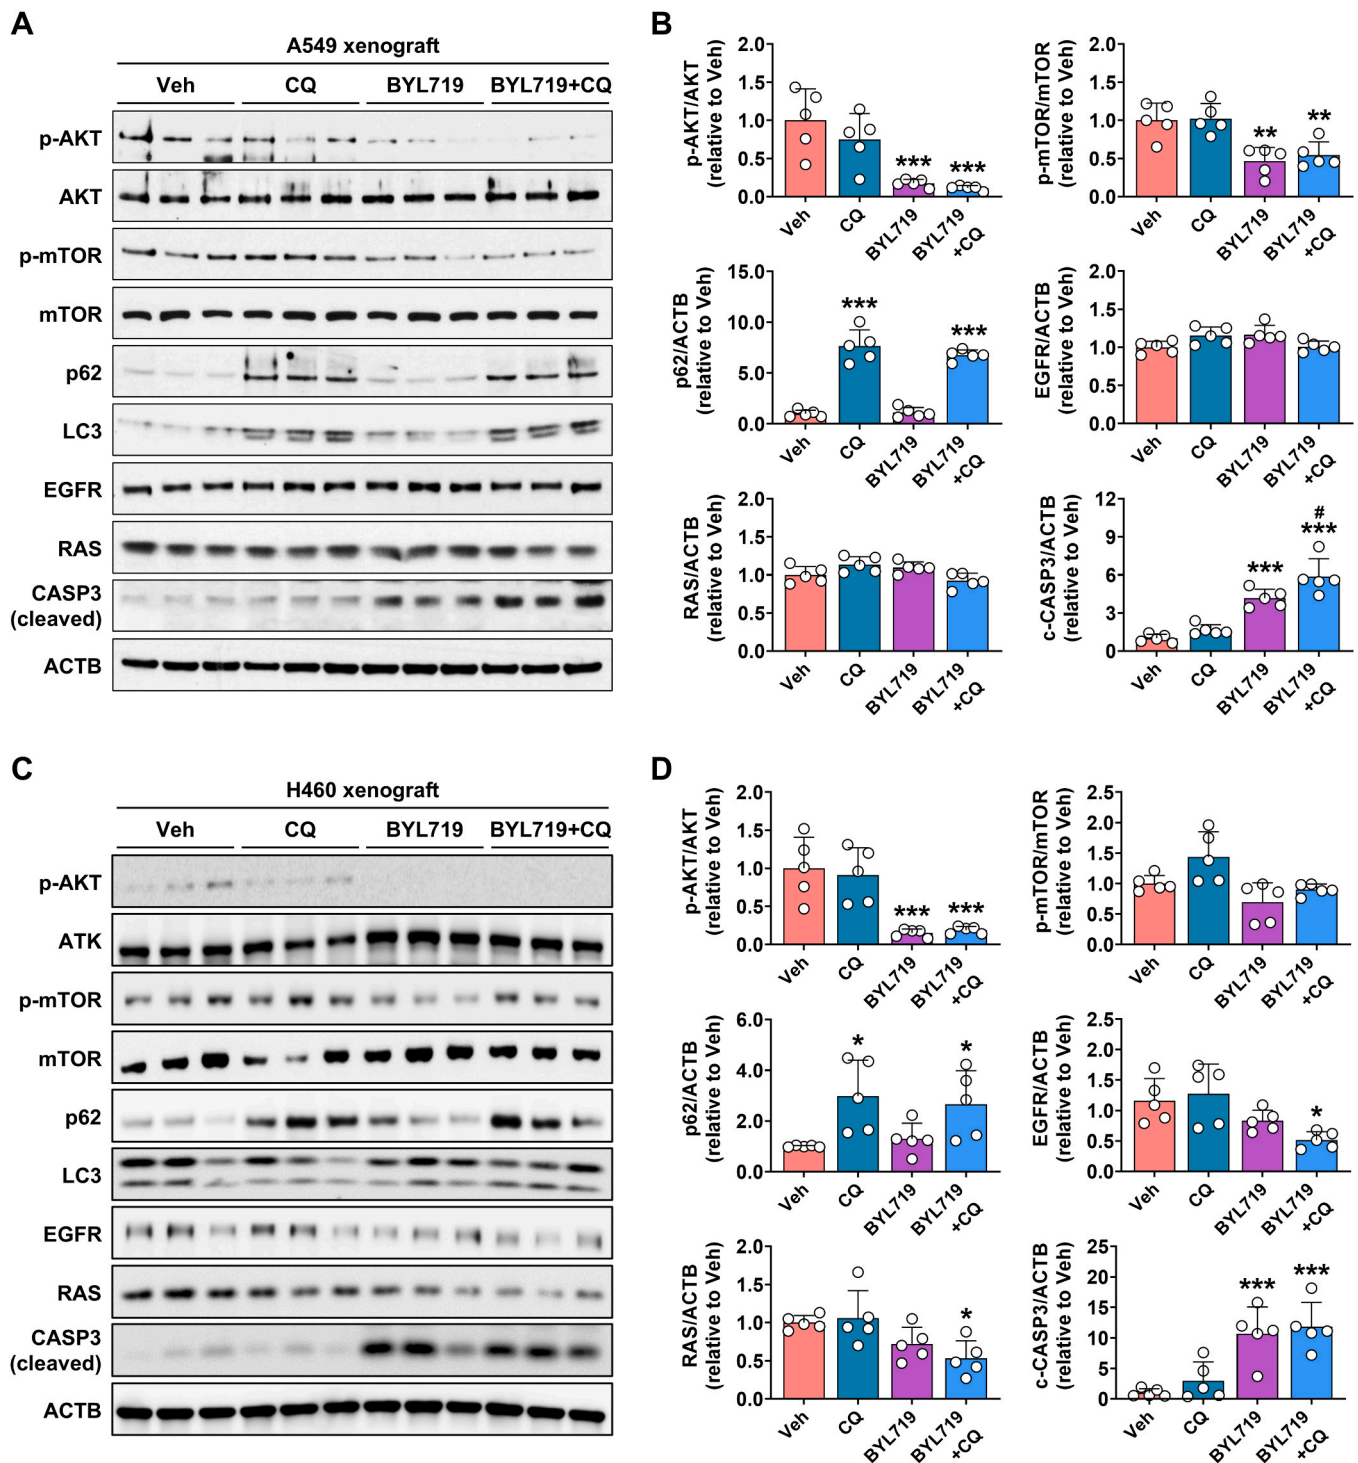 A
A549 xenograft
Veh CQ BYL719 BYL719+CQ
p-AKT
AKT
p-mTOR
mTOR
p62
LC3
EGFR
RAS
CASP3
(cleaved)
ACTB
B
p-AKT/AKT
(relative to Veh)
2.0
1.5
1.0
0.5
0.0
***
***
Veh
CQ
BYL719
BYL719
+CQ
p-mTOR/mTOR
(relative to Veh)
2.0
1.5
1.0
0.5
0.0
**
**
Veh
CQ
BYL719
BYL719
+CQ
p62/ACTB
(relative to Veh)
15.0
10.0
5.0
0.0
***
***
Veh
CQ
BYL719
BYL719
+CQ
EGFR/ACTB
(relative to Veh)
2.0
1.5
1.0
0.5
0.0
Veh
CQ
BYL719
BYL719
+CQ
RAS/ACTB
(relative to Veh)
2.0
1.5
1.0
0.5
0.0
Veh
CQ
BYL719
BYL719
+CQ
c-CASP3/ACTB
(relative to Veh)
12
9
6
3
0
***
#
***
Veh
CQ
BYL719
BYL719
+CQ
C
H460 xenograft
Veh CQ BYL719 BYL719+CQ
p-AKT
ATK
p-mTOR
mTOR
p62
LC3
EGFR
RAS
CASP3
(cleaved)
ACTB
D
p-AKT/AKT
(relative to Veh)
2.0
1.5
1.0
0.5
0.0
***
***
Veh
CQ
BYL719
BYL719
+CQ
p-mTOR/mTOR
(relative to Veh)
2.5
2.0
1.5
1.0
0.5
0.0
Veh
CQ
BYL719
BYL719
+CQ
p62/ACTB
(relative to Veh)
6.0
4.0
2.0
0.0
*
*
Veh
CQ
BYL719
BYL719
+CQ
EGFR/ACTB
(relative to Veh)
2.5
2.0
1.5
1.0
0.5
0.0
*
Veh
CQ
BYL719
BYL719
+CQ
RAS/ACTB
(relative to Veh)
2.0
1.5
1.0
0.5
0.0
*
Veh
CQ
BYL719
BYL719
+CQ
c-CASP3/ACTB
(relative to Veh)
25
20
15
10
5
0
***
***
Veh
CQ
BYL719
BYL719
+CQ